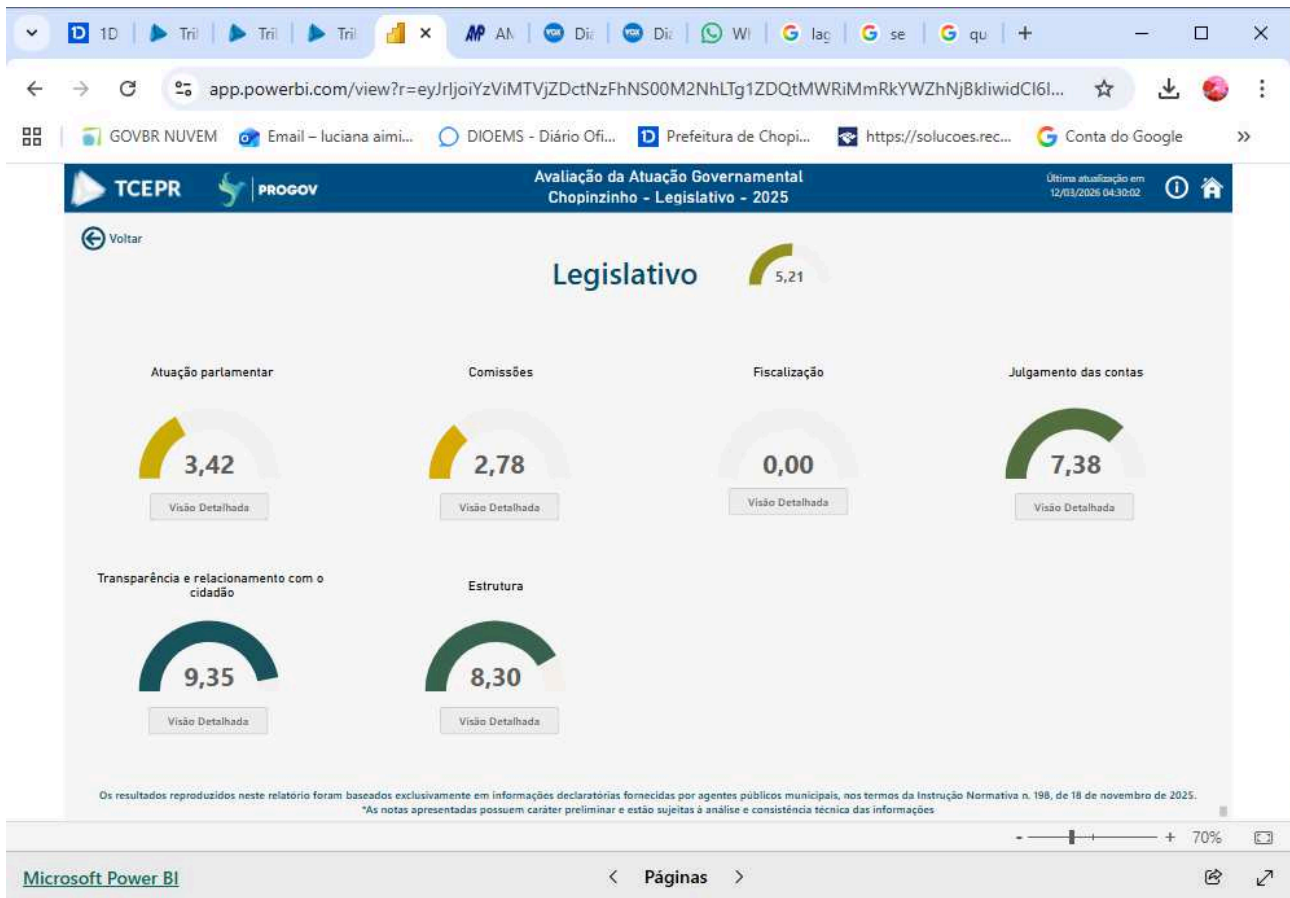 1D
Tri
Tri
Tri
AN
Dia
Dia
WI
lag
se
qu
app.powerbi.com/view?r=
GOVBR NUVEM
Email – luciana aimi...
DIOEMS - Diário Ofi...
Prefeitura de Chopi...
https://solucoes.rec...
Conta do Google
TCEPR
PROGOV
Avaliação da Atuação Governamental
Chopinzinho - Legislativo - 2025
Última atualização em
12/03/2026 04:30:02
Voltar
Legislativo
5,21
Atuação parlamentar
Comissões
Fiscalização
Julgamento das contas
3,42
2,78
0,00
7,38
Visão Detalhada
Visão Detalhada
Visão Detalhada
Visão Detalhada
Transparência e relacionamento com o
cidadão
Estrutura
9,35
8,30
Visão Detalhada
Visão Detalhada
Os resultados reproduzidos neste relatório foram baseados exclusivamente em informações declaratórias fornecidas por agentes públicos municipais, nos termos da Instrução Normativa n. 198, de 18 de novembro de 2025.
*As notas apresentadas possuem caráter preliminar e estão sujeitas à análise e consistência técnica das informações
- + 70%
Microsoft Power BI
< Páginas >